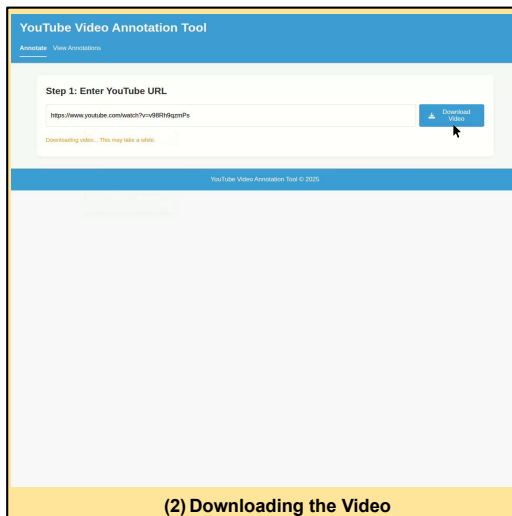 YouTube Video Annotation Tool
Annotate View Annotations
Step 1: Enter YouTube URL
https://www.youtube.com/watch?v=v98Rh9qzmPs
Download
Video
Downloading video... This may take a while.
YouTube Video Annotation Tool © 2025
(2) Downloading the Video